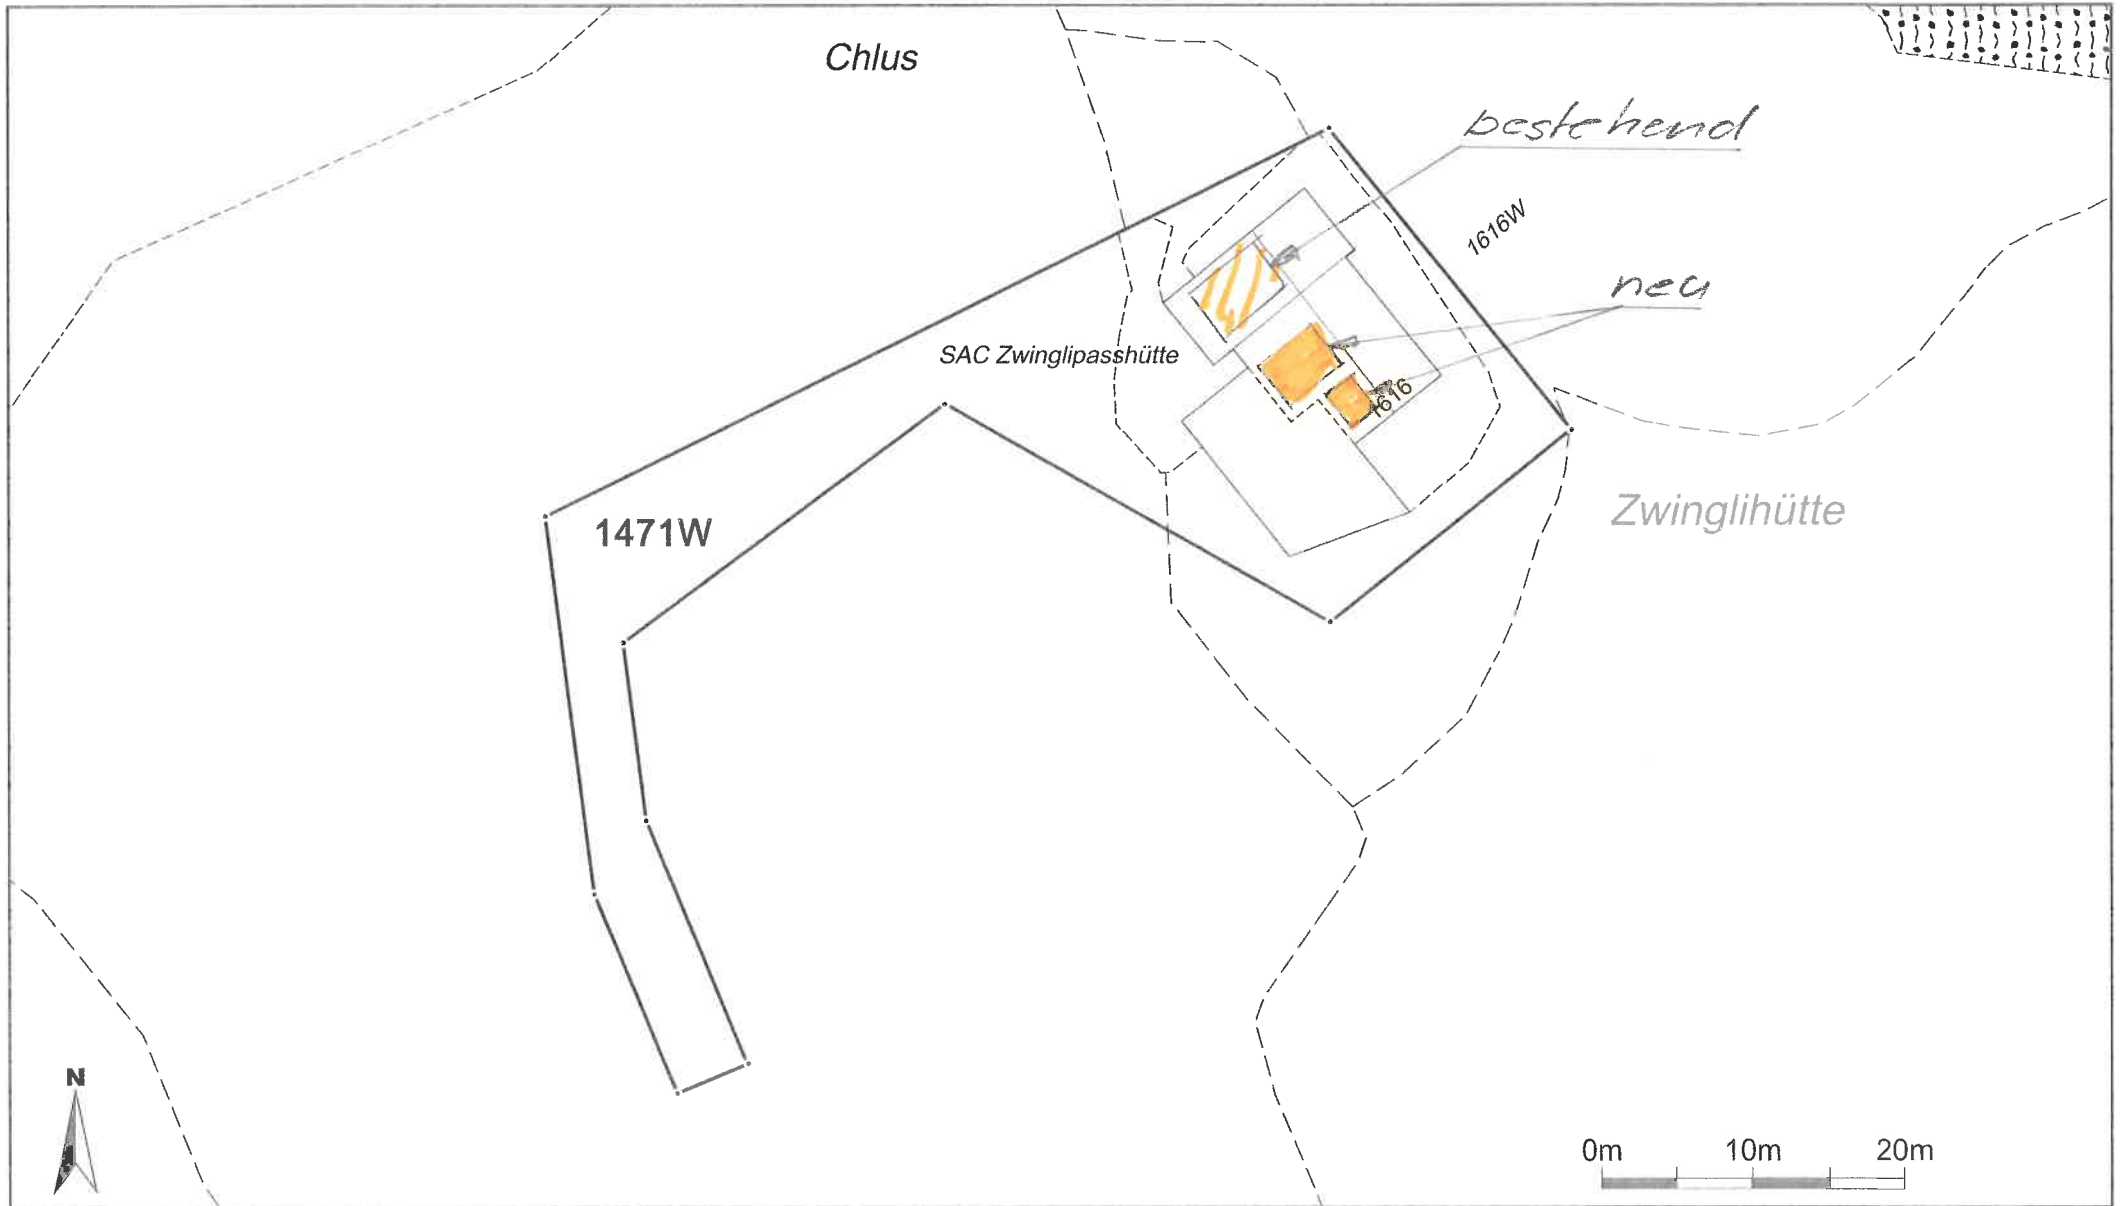 Chlus
bestehend
1616W
neu
SAC Zwinglipasshütte
1616
Zwinglihütte
1471W
N
0m 10m 20m